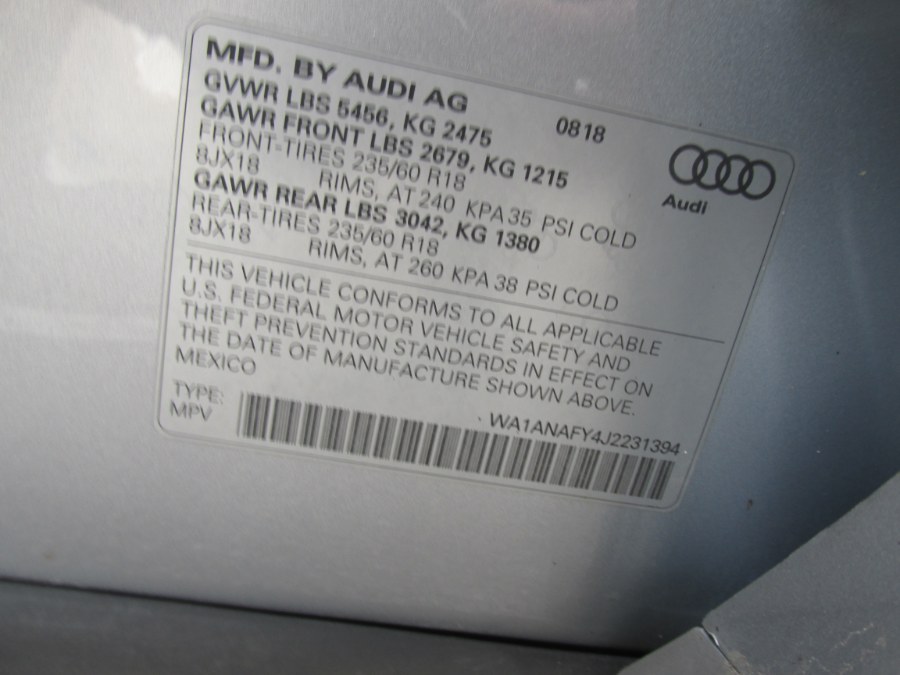 MFD. BY AUDI AG 0818
GVWR LBS 5456, KG 2475
GAWR FRONT LBS 2679, KG 1215
FRONT-TIRES 235/60 R18
8JX18 RIMS, AT 240 KPA 35 PSI COLD
GAWR REAR LBS 3042, KG 1380
REAR-TIRES 235/60 R18
8JX18 RIMS, AT 260 KPA 38 PSI COLD
Audi
THIS VEHICLE CONFORMS TO ALL APPLICABLE
U.S. FEDERAL MOTOR VEHICLE SAFETY AND
THEFT PREVENTION STANDARDS IN EFFECT ON
THE DATE OF MANUFACTURE SHOWN ABOVE.
MEXICO
TYPE:
MPV
WA1ANAFY4J2231394